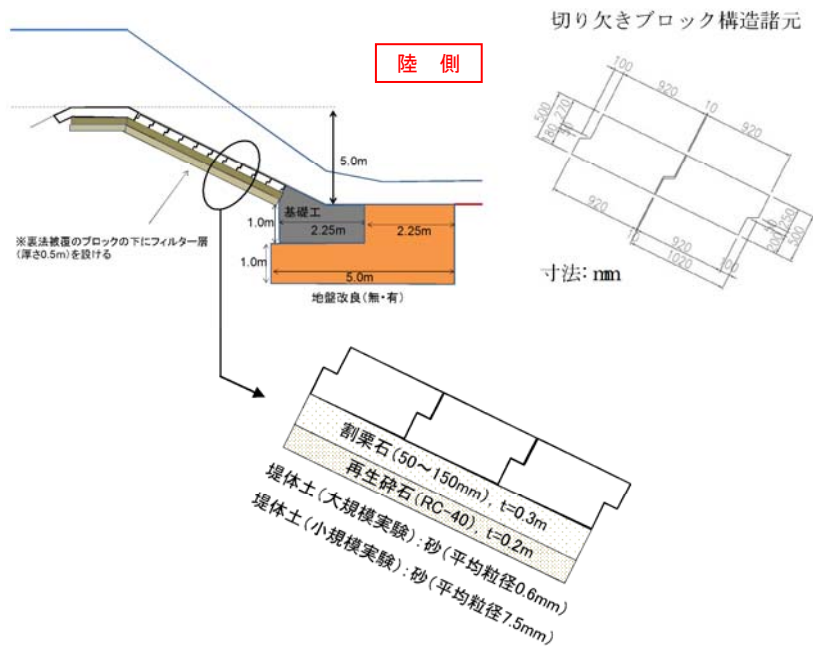 切り欠きブロック構造諸元
陸 側
5.0m
基礎工
1.0m
2.25m
2.25m
1.0m
5.0m
地盤改良(無・有)
※裏法被覆のブロックの下にフィルター層
(厚さ0.5m)を設ける
100
920
10
920
500
270
50
180
920
10
920
1020
100
50
250
200
500
寸法: mm
割栗石(50～150mm), t=0.3m
再生砕石(RC-40), t=0.2m
堤体土(大規模実験):砂(平均粒径0.6mm)
堤体土(小規模実験):砂(平均粒径7.5mm)